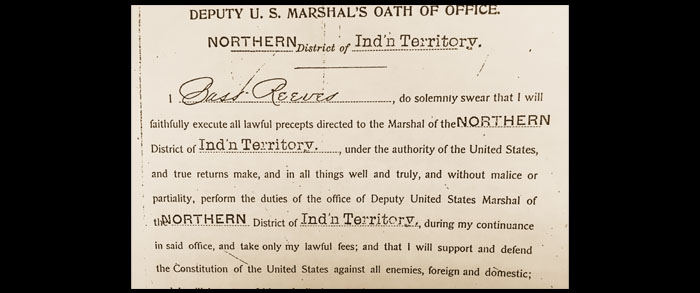 DEPUTY U. S. MARSHAL'S OATH OF OFFICE.
NORTHERN District of Ind'n Territory.
I Bass Reeves, do solemnly swear that I will
faithfully execute all lawful precepts directed to the Marshal of the NORTHERN
District of Ind'n Territory., under the authority of the United States,
and true returns make, and in all things well and truly, and without malice or
partiality, perform the duties of the office of Deputy United States Marshal of
the NORTHERN District of Ind'n Territory., during my continuance
in said office, and take only my lawful fees; and that I will support and defend
the Constitution of the United States against all enemies, foreign and domestic;